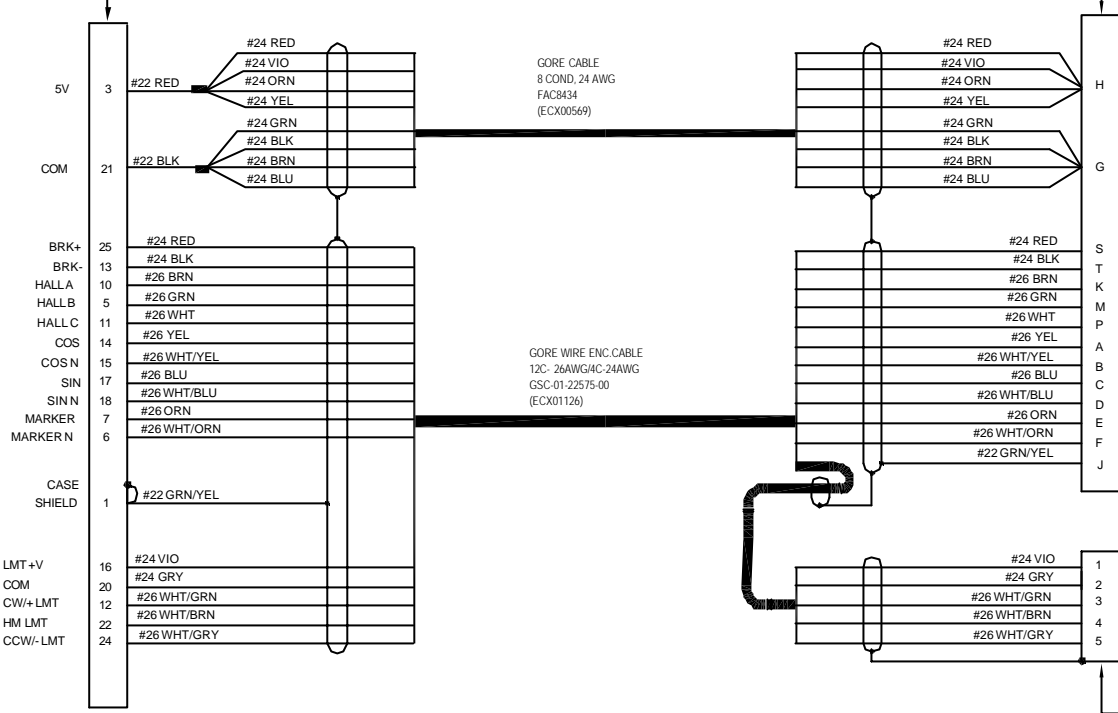 #24 RED
#24 VIO
#24 ORN
#24 YEL
5V 3 #22 RED
#24 GRN
#24 BLK
#24 BRN
#24 BLU
COM 21 #22 BLK
GORE CABLE
8 COND, 24 AWG
FAC8434
(ECX00569)
#24 RED
#24 VIO
#24 ORN
#24 YEL
H
#24 GRN
#24 BLK
#24 BRN
#24 BLU
G
BRK+ 25 #24 RED
BRK- 13 #24 BLK
HALL A 10 #26 BRN
HALL B 5 #26 GRN
HALL C 11 #26 WHT
COS 14 #26 YEL
COS N 15 #26 WHT/YEL
SIN 17 #26 BLU
SIN N 18 #26 WHT/BLU
MARKER 7 #26 ORN
MARKER N 6 #26 WHT/ORN
CASE
SHIELD 1 #22 GRN/YEL
GORE WIRE ENC.CABLE
12C- 26AWG/4C-24AWG
GSC-01-22575-00
(ECX01126)
#24 RED S
#24 BLK T
#26 BRN K
#26 GRN M
#26 WHT P
#26 YEL A
#26 WHT/YEL B
#26 BLU C
#26 WHT/BLU D
#26 ORN E
#26 WHT/ORN F
#22 GRN/YEL J
LMT +V 16 #24 VIO
COM 20 #24 GRY
CW/+ LMT 12 #26 WHT/GRN
HM LMT 22 #26 WHT/BRN
CCW/- LMT 24 #26 WHT/GRY
#24 VIO 1
#24 GRY 2
#26 WHT/GRN 3
#26 WHT/BRN 4
#26 WHT/GRY 5